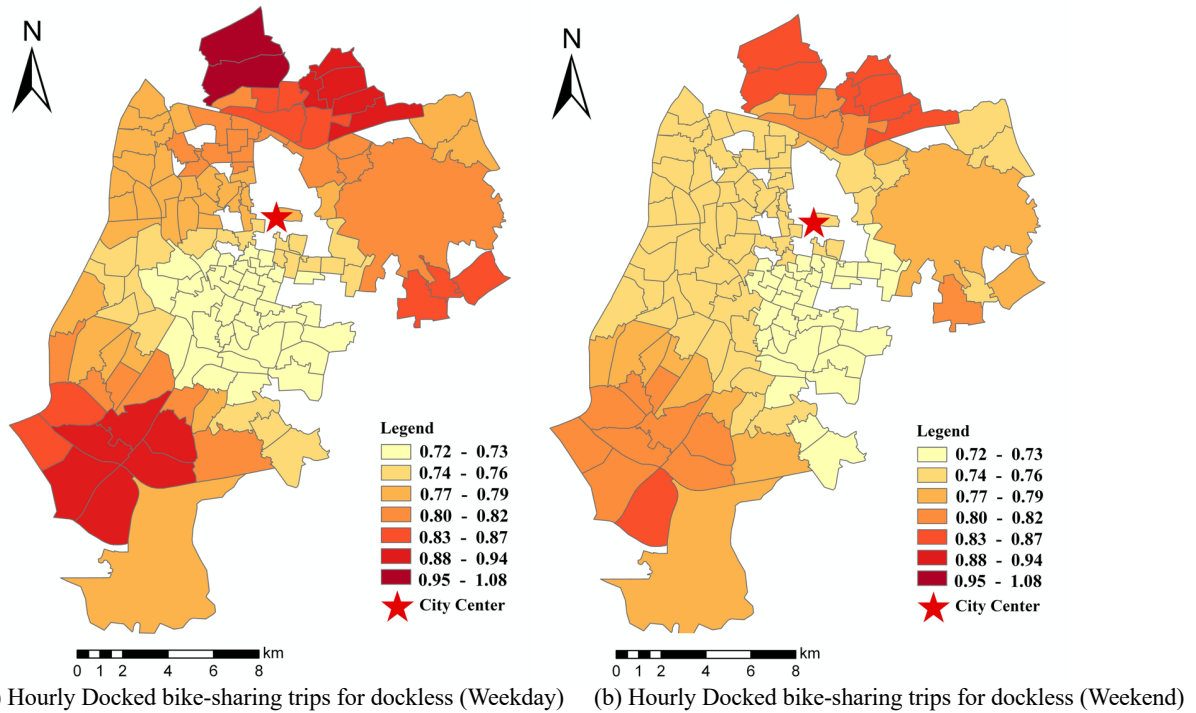 N
N
Legend
0.72 - 0.73
0.74 - 0.76
0.77 - 0.79
0.80 - 0.82
0.83 - 0.87
0.88 - 0.94
0.95 - 1.08
City Center
Legend
0.72 - 0.73
0.74 - 0.76
0.77 - 0.79
0.80 - 0.82
0.83 - 0.87
0.88 - 0.94
0.95 - 1.08
City Center
km
0 1 2 4 6 8
km
0 1 2 4 6 8
) Hourly Docked bike-sharing trips for dockless (Weekday)
(b) Hourly Docked bike-sharing trips for dockless (Weekend)